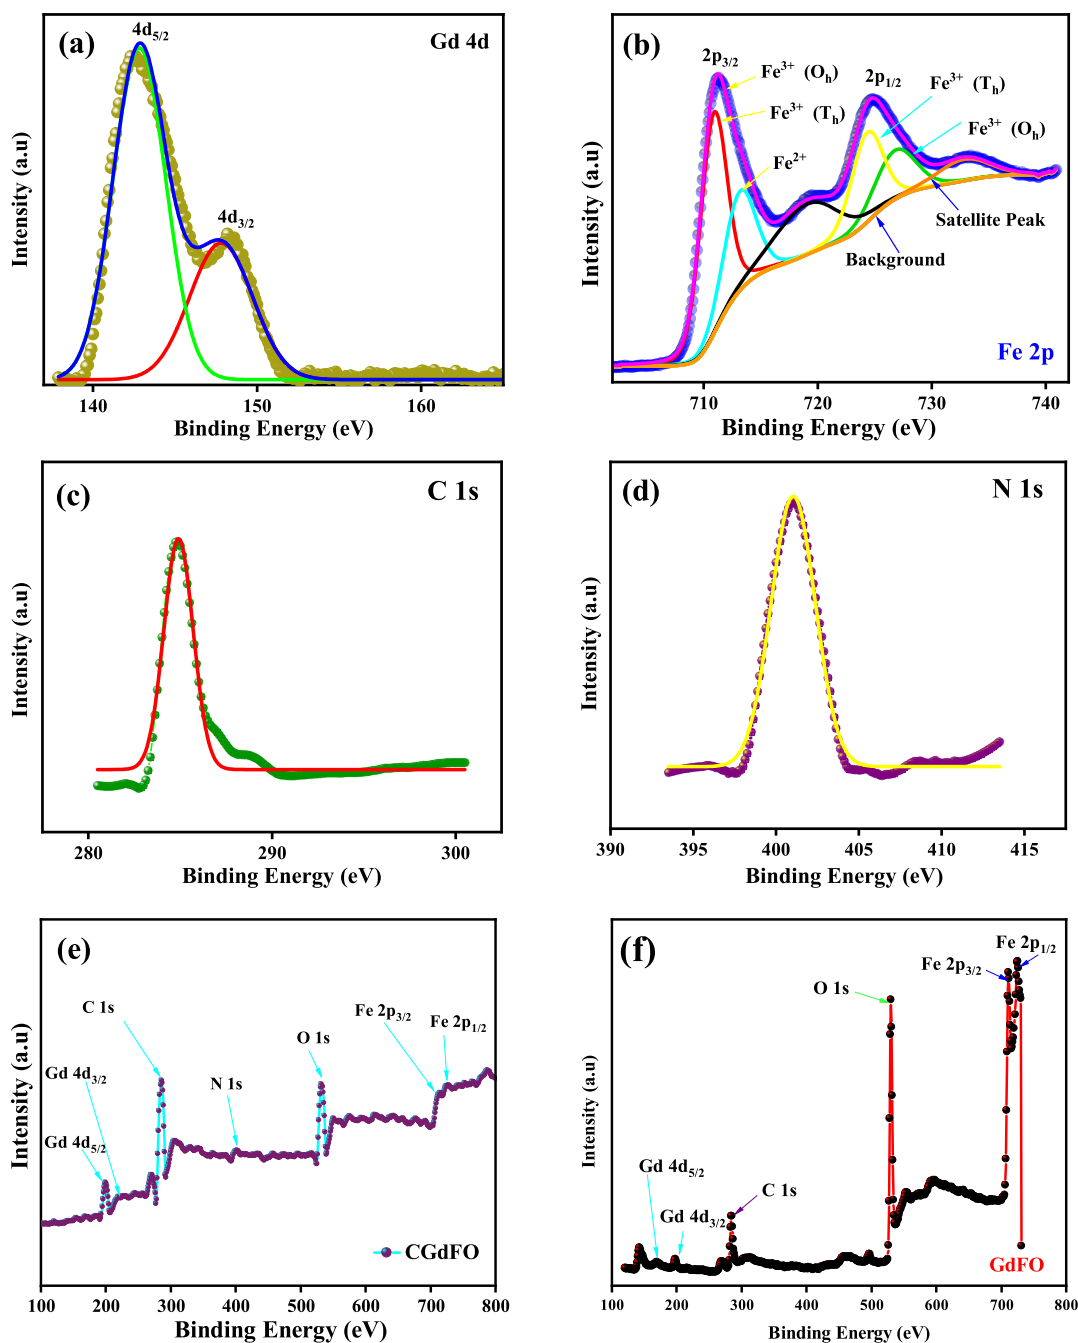 (a)
4d5/2
Gd 4d
4d3/2
Intensity (a.u)
140
150
160
Binding Energy (eV)
(b)
2p3/2
Fe3+ (Oh)
2p1/2
Fe3+ (Th)
Fe3+ (Th)
Fe3+ (Oh)
Fe2+
Satellite Peak
Background
Fe 2p
Intensity (a.u)
710
720
730
740
Binding Energy (eV)
(c)
C 1s
Intensity (a.u)
280
290
300
Binding Energy (eV)
(d)
N 1s
Intensity (a.u)
390
395
400
405
410
415
Binding Energy (eV)
(e)
C 1s
Fe 2p3/2
Fe 2p1/2
O 1s
Gd 4d3/2
N 1s
Gd 4d5/2
CGdFO
Intensity (a.u)
100
200
300
400
500
600
700
800
Binding Energy (eV)
(f)
Fe 2p1/2
Fe 2p3/2
O 1s
Gd 4d5/2
C 1s
Gd 4d3/2
GdFO
Intensity (a.u)
100
200
300
400
500
600
700
800
Binding Energy (eV)